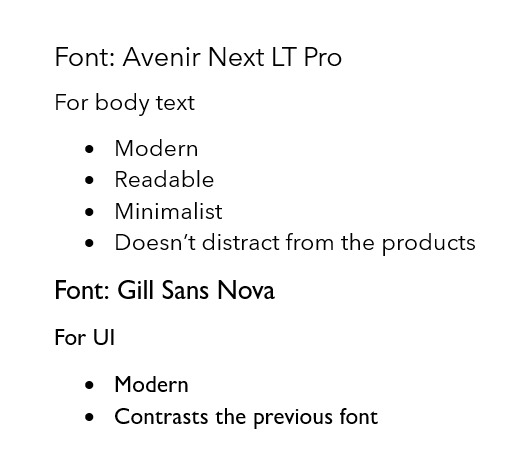 Font: Avenir Next LT Pro
For body text
• Modern
• Readable
• Minimalist
• Doesn’t distract from the products
Font: Gill Sans Nova
For UI
• Modern
• Contrasts the previous font